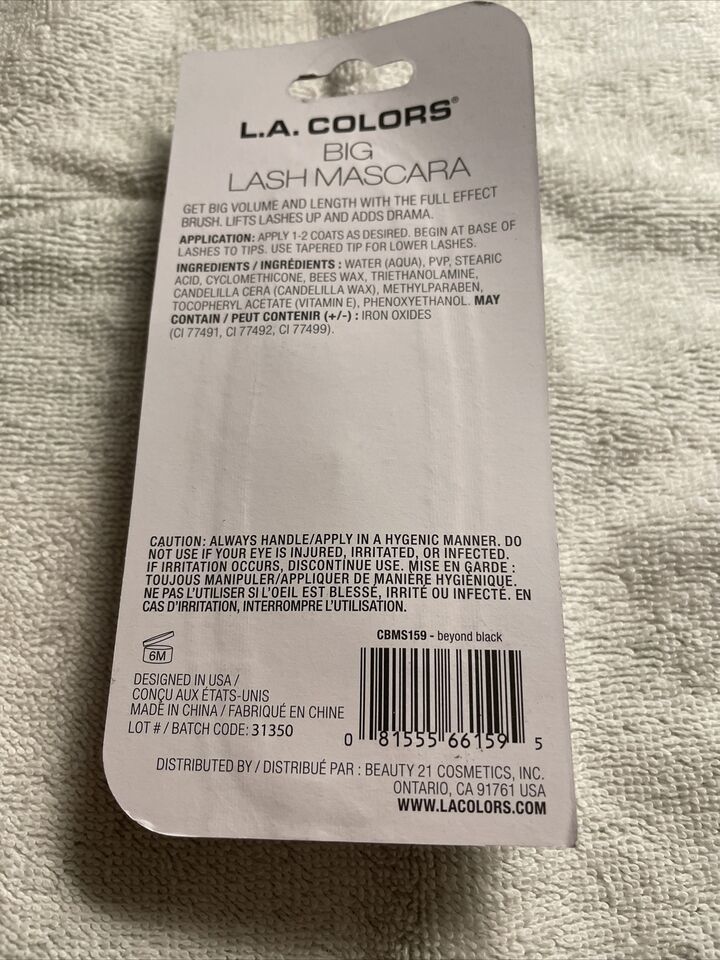 L.A. COLORS®
BIG
LASH MASCARA
GET BIG VOLUME AND LENGTH WITH THE FULL EFFECT
BRUSH. LIFTS LASHES UP AND ADDS DRAMA.
APPLICATION: APPLY 1-2 COATS AS DESIRED. BEGIN AT BASE OF
LASHES TO TIPS. USE TAPERED TIP FOR LOWER LASHES.
INGREDIENTS / INGRÉDIENTS : WATER (AQUA), PVP, STEARIC
ACID, CYCLOMETHICONE, BEES WAX, TRIETHANOLAMINE,
CANDELILLA CERA (CANDELILLA WAX), METHYLPARABEN,
TOCOPHERYL ACETATE (VITAMIN E), PHENOXYETHANOL. MAY
CONTAIN / PEUT CONTENIR (+/-) : IRON OXIDES
(CI 77491, CI 77492, CI 77499).
CAUTION: ALWAYS HANDLE/APPLY IN A HYGENIC MANNER. DO
NOT USE IF YOUR EYE IS INJURED, IRRITATED, OR INFECTED.
IF IRRITATION OCCURS, DISCONTINUE USE. MISE EN GARDE :
TOUJOUS MANIPULER/APPLIQUER DE MANIÈRE HYGIÉNIQUE.
NE PAS L'UTILISER SI L'OEIL EST BLESSÉ, IRRITÉ OU INFECTÉ. EN
CAS D'IRRITATION, INTERROMPRE L'UTILISATION.
CBMS159 - beyond black
6M
DESIGNED IN USA /
CONÇU AUX ÉTATS-UNIS
MADE IN CHINA / FABRIQUÉ EN CHINE
LOT # / BATCH CODE: 31350
0 81555 66159 5
DISTRIBUTED BY / DISTRIBUÉ PAR : BEAUTY 21 COSMETICS, INC.
ONTARIO, CA 91761 USA
WWW.LACOLORS.COM